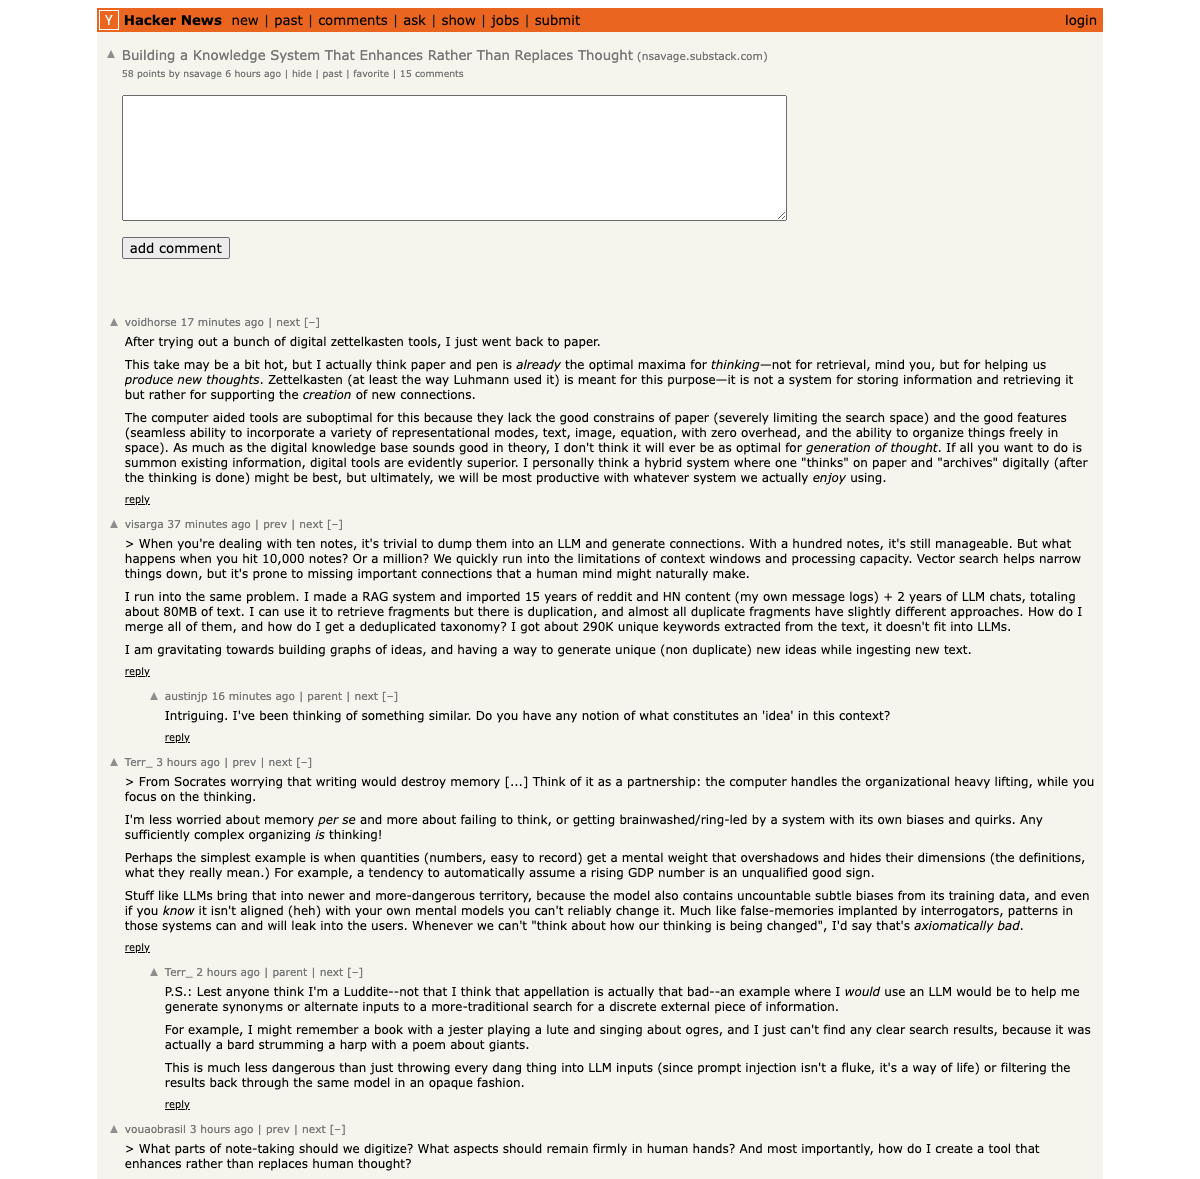 Y Hacker News new | past | comments | ask | show | jobs | submit login
▲ Building a Knowledge System That Enhances Rather Than Replaces Thought (nsavage.substack.com)
58 points by nsavage 6 hours ago | hide | past | favorite | 15 comments
add comment
▲ voidhorse 17 minutes ago | next [–]
After trying out a bunch of digital zettelkasten tools, I just went back to paper.
This take may be a bit hot, but I actually think paper and pen is already the optimal maxima for thinking—not for retrieval, mind you, but for helping us
produce new thoughts. Zettelkasten (at least the way Luhmann used it) is meant for this purpose—it is not a system for storing information and retrieving it
but rather for supporting the creation of new connections.
The computer aided tools are suboptimal for this because they lack the good constrains of paper (severely limiting the search space) and the good features
(seamless ability to incorporate a variety of representational modes, text, image, equation, with zero overhead, and the ability to organize things freely in
space). As much as the digital knowledge base sounds good in theory, I don't think it will ever be as optimal for generation of thought. If all you want to do is
summon existing information, digital tools are evidently superior. I personally think a hybrid system where one "thinks" on paper and "archives" digitally (after
the thinking is done) might be best, but ultimately, we will be most productive with whatever system we actually enjoy using.
reply
▲ visarga 37 minutes ago | prev | next [–]
> When you're dealing with ten notes, it's trivial to dump them into an LLM and generate connections. With a hundred notes, it's still manageable. But what
happens when you hit 10,000 notes? Or a million? We quickly run into the limitations of context windows and processing capacity. Vector search helps narrow
things down, but it's prone to missing important connections that a human mind might naturally make.
I run into the same problem. I made a RAG system and imported 15 years of reddit and HN content (my own message logs) + 2 years of LLM chats, totaling
about 80MB of text. I can use it to retrieve fragments but there is duplication, and almost all duplicate fragments have slightly different approaches. How do I
merge all of them, and how do I get a deduplicated taxonomy? I got about 290K unique keywords extracted from the text, it doesn't fit into LLMs.
I am gravitating towards building graphs of ideas, and having a way to generate unique (non duplicate) new ideas while ingesting new text.
reply
▲ austinjp 16 minutes ago | parent | next [–]
Intriguing. I've been thinking of something similar. Do you have any notion of what constitutes an 'idea' in this context?
reply
▲ Terr_ 3 hours ago | prev | next [–]
> From Socrates worrying that writing would destroy memory [...] Think of it as a partnership: the computer handles the organizational heavy lifting, while you
focus on the thinking.
I'm less worried about memory per se and more about failing to think, or getting brainwashed/ring-led by a system with its own biases and quirks. Any
sufficiently complex organizing is thinking!
Perhaps the simplest example is when quantities (numbers, easy to record) get a mental weight that overshadows and hides their dimensions (the definitions,
what they really mean.) For example, a tendency to automatically assume a rising GDP number is an unqualified good sign.
Stuff like LLMs bring that into newer and more-dangerous territory, because the model also contains uncountable subtle biases from its training data, and even
if you know it isn't aligned (heh) with your own mental models you can't reliably change it. Much like false-memories implanted by interrogators, patterns in
those systems can and will leak into the users. Whenever we can't "think about how our thinking is being changed", I'd say that's axiomatically bad.
reply
▲ Terr_ 2 hours ago | parent | next [–]
P.S.: Lest anyone think I'm a Luddite--not that I think that appellation is actually that bad--an example where I would use an LLM would be to help me
generate synonyms or alternate inputs to a more-traditional search for a discrete external piece of information.
For example, I might remember a book with a jester playing a lute and singing about ogres, and I just can't find any clear search results, because it was
actually a bard strumming a harp with a poem about giants.
This is much less dangerous than just throwing every dang thing into LLM inputs (since prompt injection isn't a fluke, it's a way of life) or filtering the
results back through the same model in an opaque fashion.
reply
▲ vouaobrasil 3 hours ago | prev | next [–]
> What parts of note-taking should we digitize? What aspects should remain firmly in human hands? And most importantly, how do I create a tool that
enhances rather than replaces human thought?